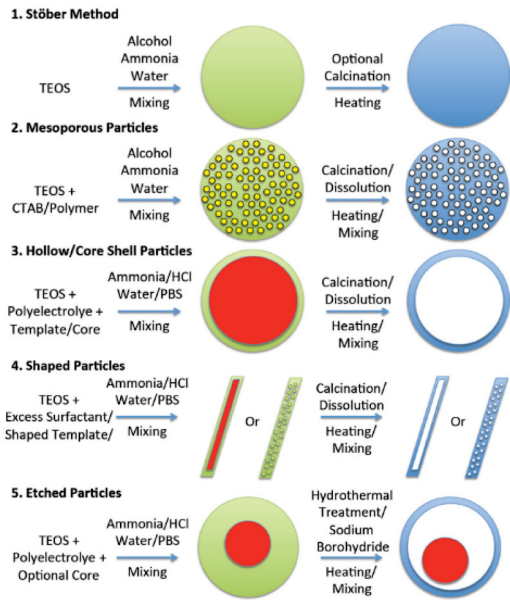 1. Stöber Method
TEOS
Alcohol
Ammonia
Water
Mixing
Optional
Calcination
Heating
2. Mesoporous Particles
TEOS +
CTAB/Polymer
Alcohol
Ammonia
Water
Mixing
Calcination/
Dissolution
Heating/
Mixing
3. Hollow/Core Shell Particles
TEOS +
Polyelectrolye +
Template/Core
Ammonia/HCl
Water/PBS
Mixing
Calcination/
Dissolution
Heating/
Mixing
4. Shaped Particles
TEOS +
Excess Surfactant/
Shaped Template/
Ammonia/HCl
Water/PBS
Mixing
Or
Calcination/
Dissolution
Heating/
Mixing
Or
5. Etched Particles
TEOS +
Polyelectrolye +
Optional Core
Ammonia/HCl
Water/PBS
Mixing
Hydrothermal
Treatment/
Sodium
Borohydride
Heating/
Mixing